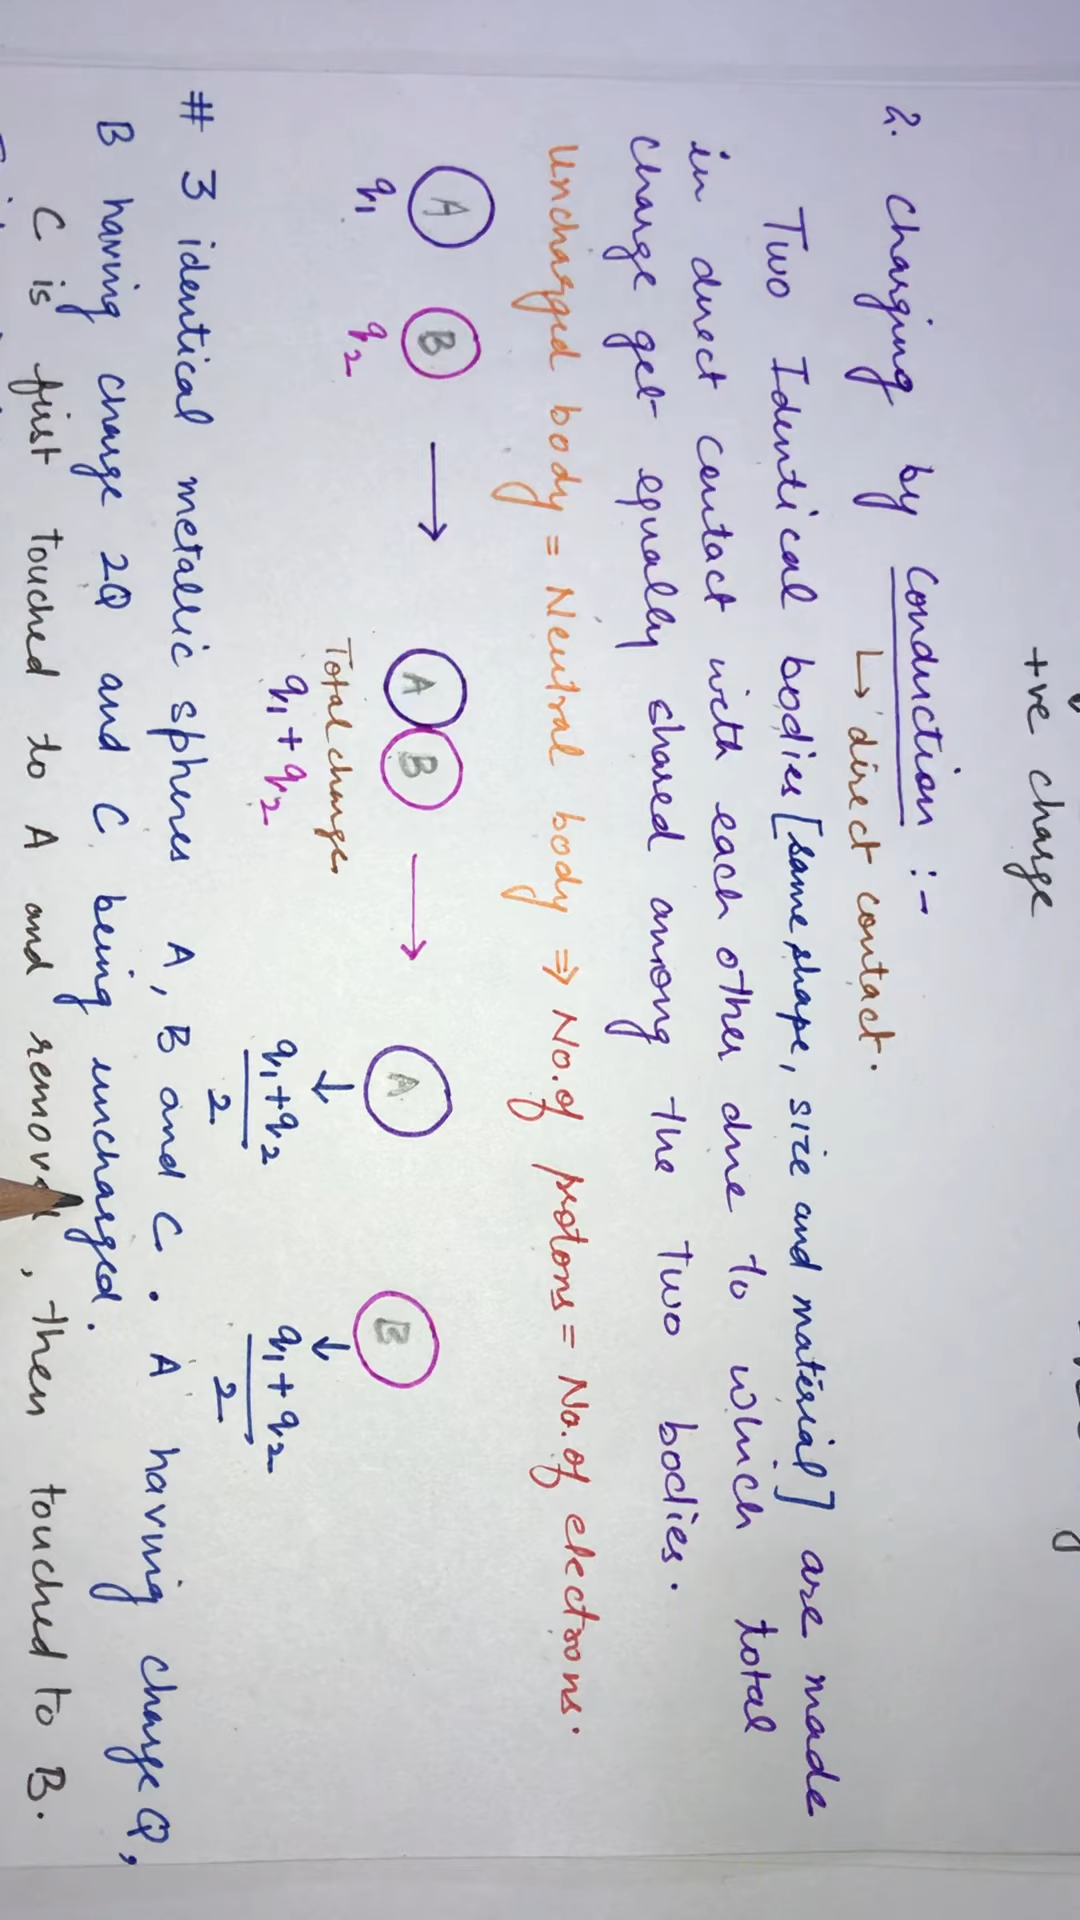 +ve charge
2. Charging by Conduction :-
↳ direct contact.
Two Identical bodies [same shape, size and material] are made
in direct contact with each other due to which total
charge get equally shared among the two bodies.
Uncharged body = Neutral body ⇒ No. of protons = No. of electrons.
A B → A B → A B
q1 q2 Total charge ↓ ↓
q1 + q2 q1+q2 q1+q2
2 2
# 3 identical metallic spheres A, B and C. A having charge Q,
B having charge 2Q and C being uncharged.
C is first touched to A and , then touched to B.